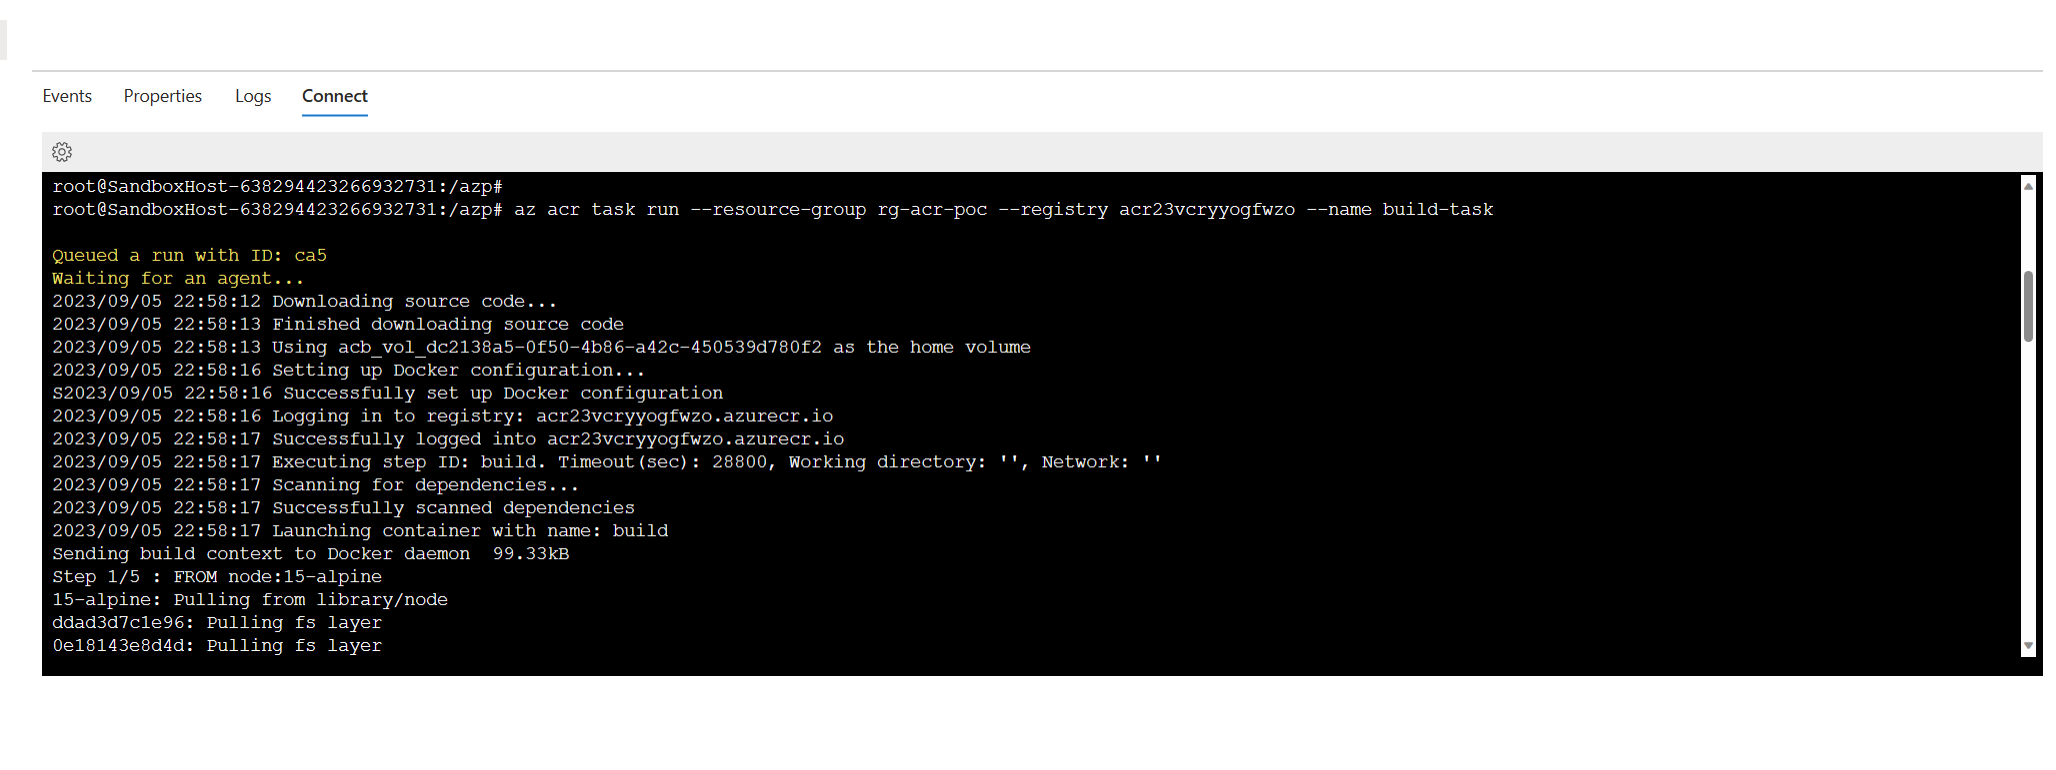 Events Properties Logs Connect
root@SandboxHost-638294423266932731:/azp#
root@SandboxHost-638294423266932731:/azp# az acr task run --resource-group rg-acr-poc --registry acr23vcryyogfwzo --name build-task
Queued a run with ID: ca5
Waiting for an agent...
2023/09/05 22:58:12 Downloading source code...
2023/09/05 22:58:13 Finished downloading source code
2023/09/05 22:58:13 Using acb_vol_dc2138a5-0f50-4b86-a42c-450539d780f2 as the home volume
2023/09/05 22:58:16 Setting up Docker configuration...
S2023/09/05 22:58:16 Successfully set up Docker configuration
2023/09/05 22:58:16 Logging in to registry: acr23vcryyogfwzo.azurecr.io
2023/09/05 22:58:17 Successfully logged into acr23vcryyogfwzo.azurecr.io
2023/09/05 22:58:17 Executing step ID: build. Timeout(sec): 28800, Working directory: '', Network: ''
2023/09/05 22:58:17 Scanning for dependencies...
2023/09/05 22:58:17 Successfully scanned dependencies
2023/09/05 22:58:17 Launching container with name: build
Sending build context to Docker daemon  99.33kB
Step 1/5 : FROM node:15-alpine
15-alpine: Pulling from library/node
ddad3d7c1e96: Pulling fs layer
0e18143e8d4d: Pulling fs layer